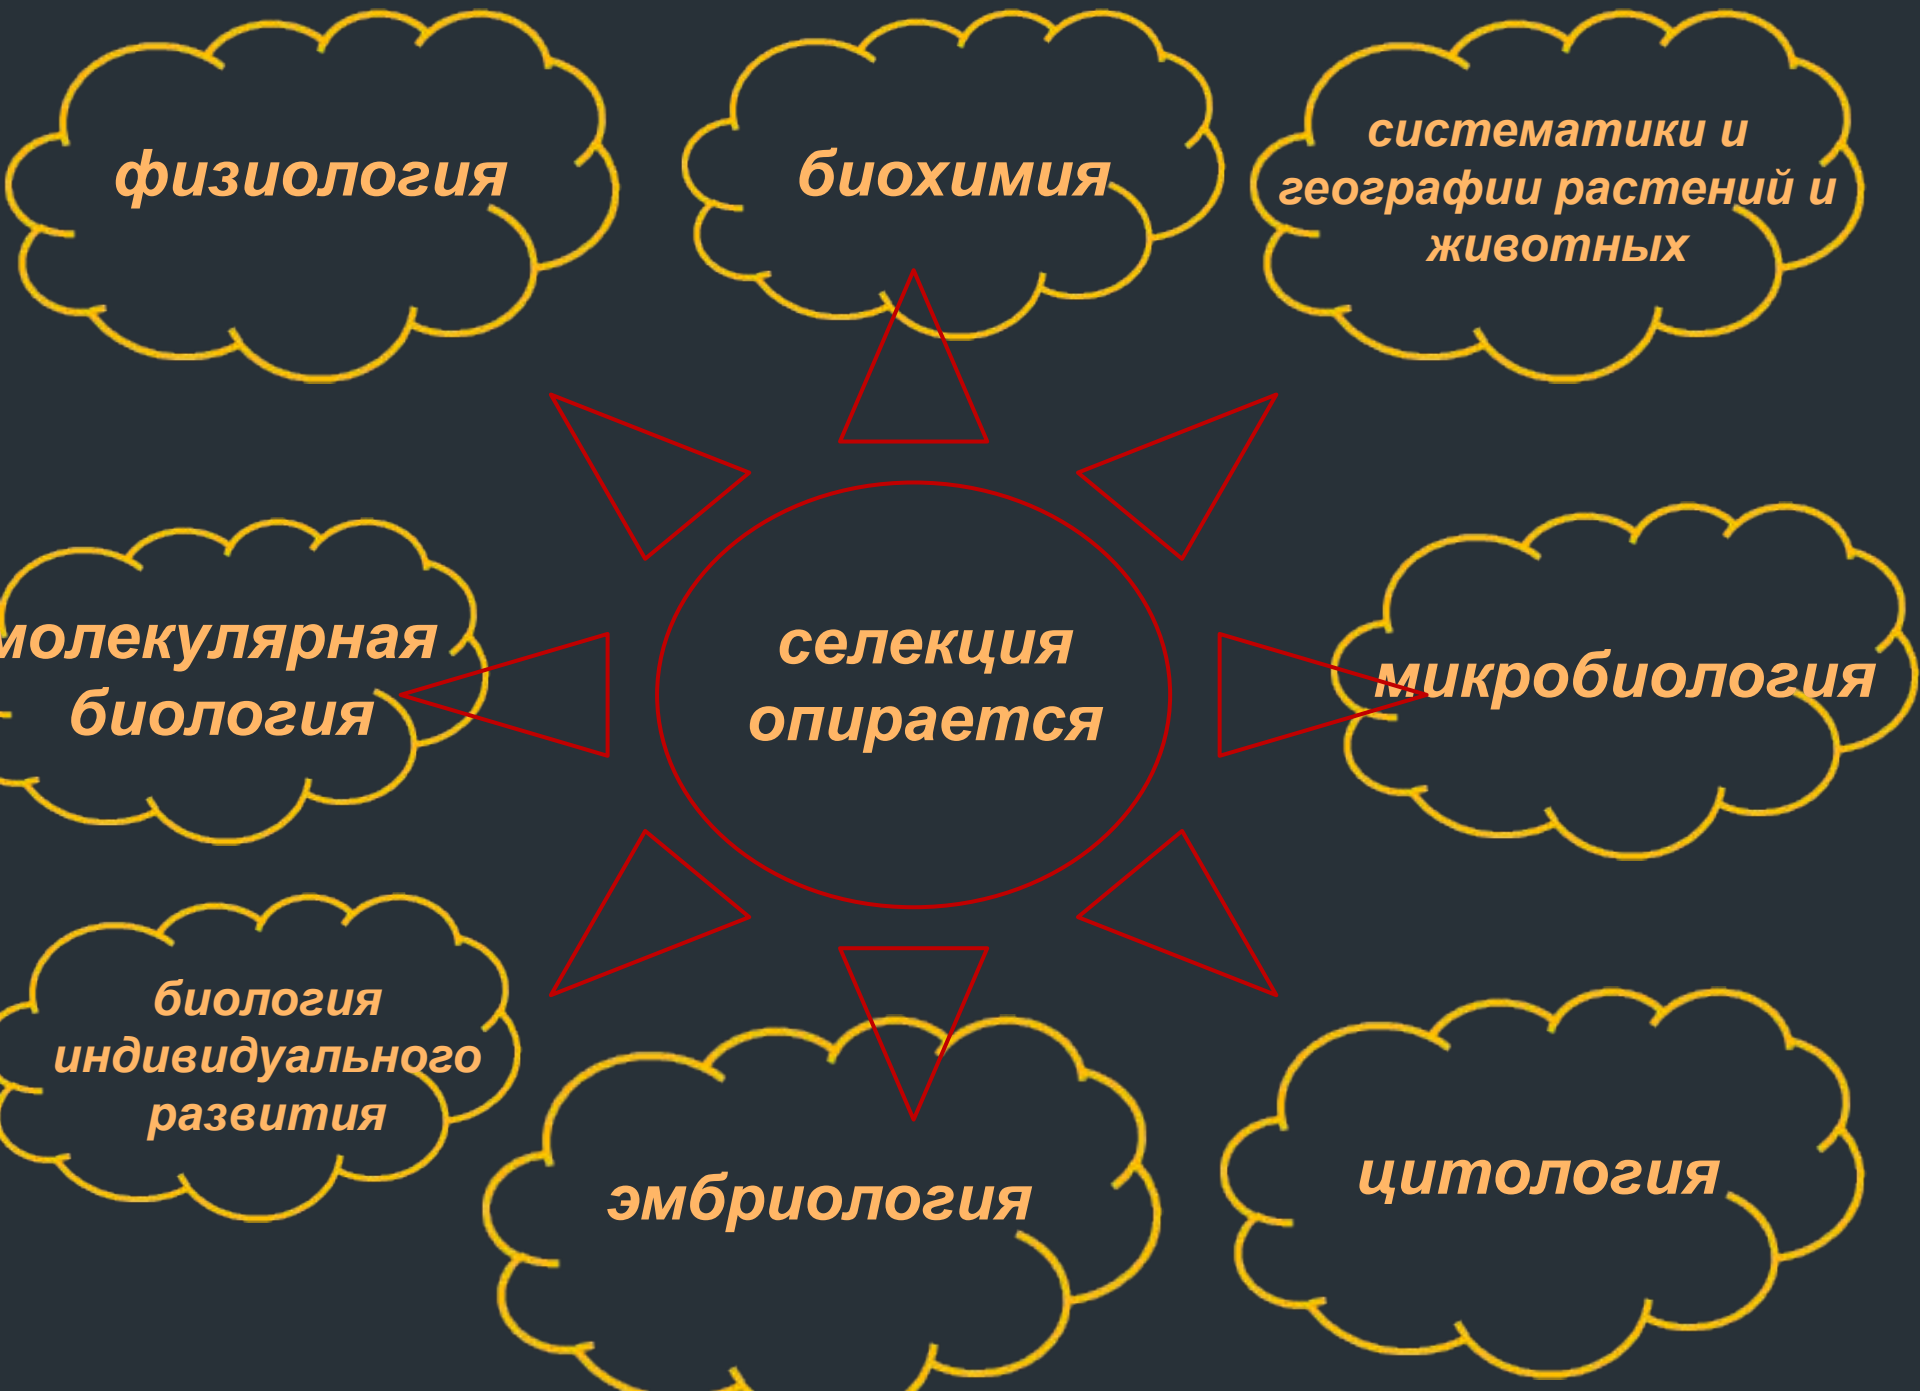 физиология
биохимия
систематики и
географии растений и
животных
молекулярная
биология
селекция
опирается
микробиология
биология
индивидуального
развития
эмбриология
цитология